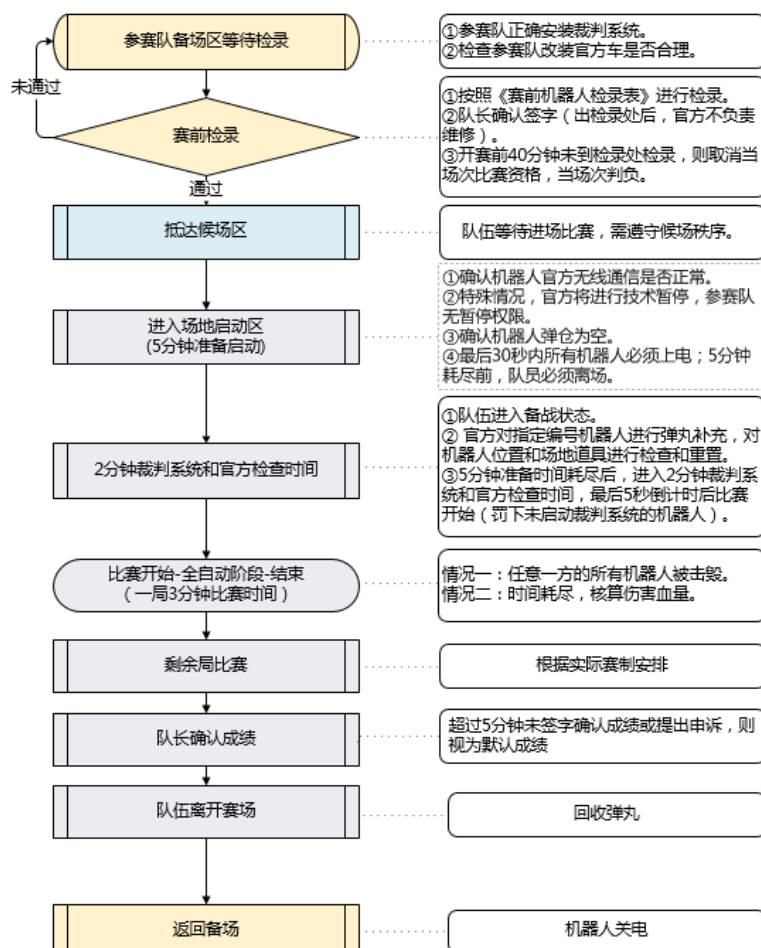 参赛队备场区等待检录
①参赛队正确安装裁判系统。
②检查参赛队改装官方车是否合理。
未通过
赛前检录
①按照《赛前机器人检录表》进行检录。
②队长确认签字（出检录处后，官方不负责
维修）。
③开赛前40分钟未到检录处检录，则取消当
场次比赛资格，当场次判负。
通过
抵达候场区
队伍等待进场比赛，需遵守候场秩序。
进入场地启动区
(5分钟准备启动)
①确认机器人官方无线通信是否正常。
②特殊情况，官方将进行技术暂停，参赛队
无暂停权限。
③确认机器人弹仓为空。
④最后30秒内所有机器人必须上电；5分钟
耗尽前，队员必须离场。
2分钟裁判系统和官方检查时间
①队伍进入备战状态。
② 官方对指定编号机器人进行弹丸补充，对
机器人位置和场地道具进行检查和重置。
③5分钟准备时间耗尽后，进入2分钟裁判系
统和官方检查时间，最后5秒倒计时后比赛
开始（罚下未启动裁判系统的机器人）。
比赛开始-全自动阶段-结束
（一局3分钟比赛时间）
情况一：任意一方的所有机器人被击毁。
情况二：时间耗尽，核算伤害血量。
剩余局比赛
根据实际赛制安排
队长确认成绩
超过5分钟未签字确认成绩或提出申诉，则
视为默认成绩
队伍离开赛场
回收弹丸
返回备场
机器人关电